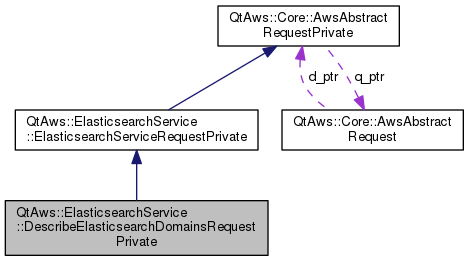 QtAws::Core::AwsAbstract
RequestPrivate
d_ptr
q_ptr
QtAws::ElasticsearchService
::ElasticsearchServiceRequestPrivate
QtAws::Core::AwsAbstract
Request
QtAws::ElasticsearchService
::DescribeElasticsearchDomainsRequest
Private